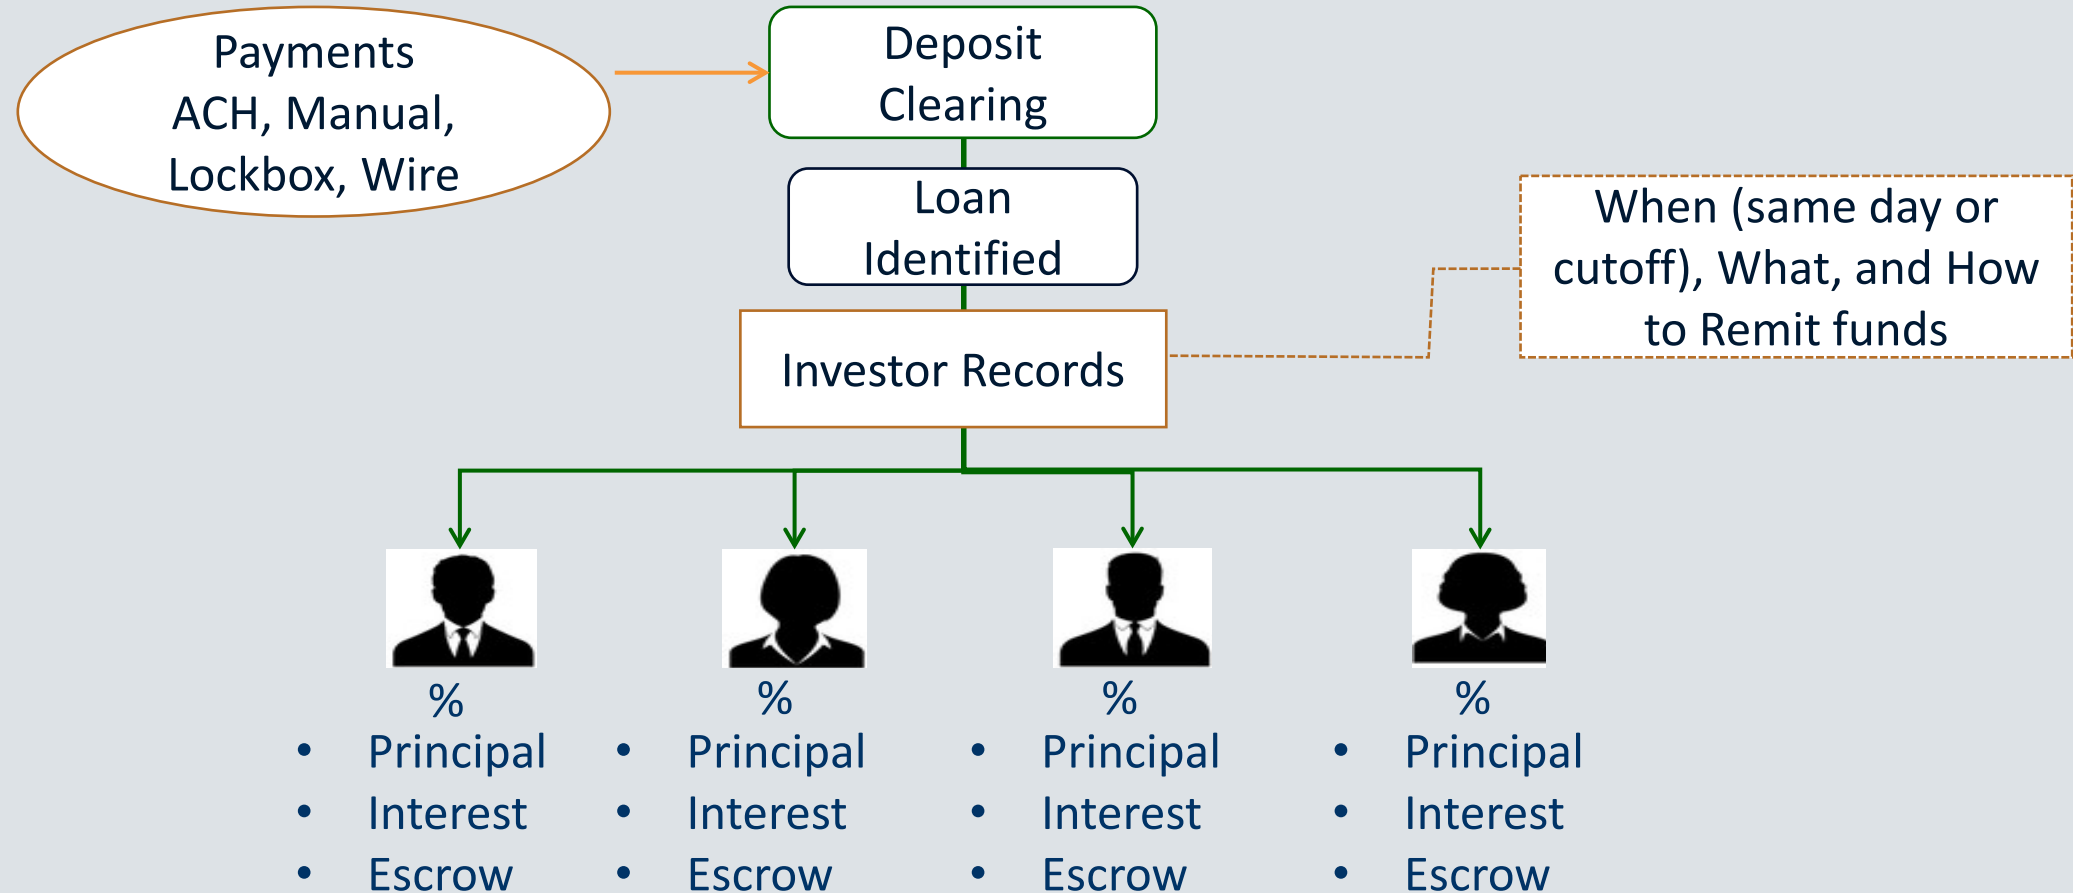 Payments
ACH, Manual,
Lockbox, Wire
Deposit
Clearing
Loan
Identified
When (same day or
cutoff), What, and How
to Remit funds
Investor Records
%
• Principal
• Interest
• Escrow
%
• Principal
• Interest
• Escrow
%
• Principal
• Interest
• Escrow
%
• Principal
• Interest
• Escrow